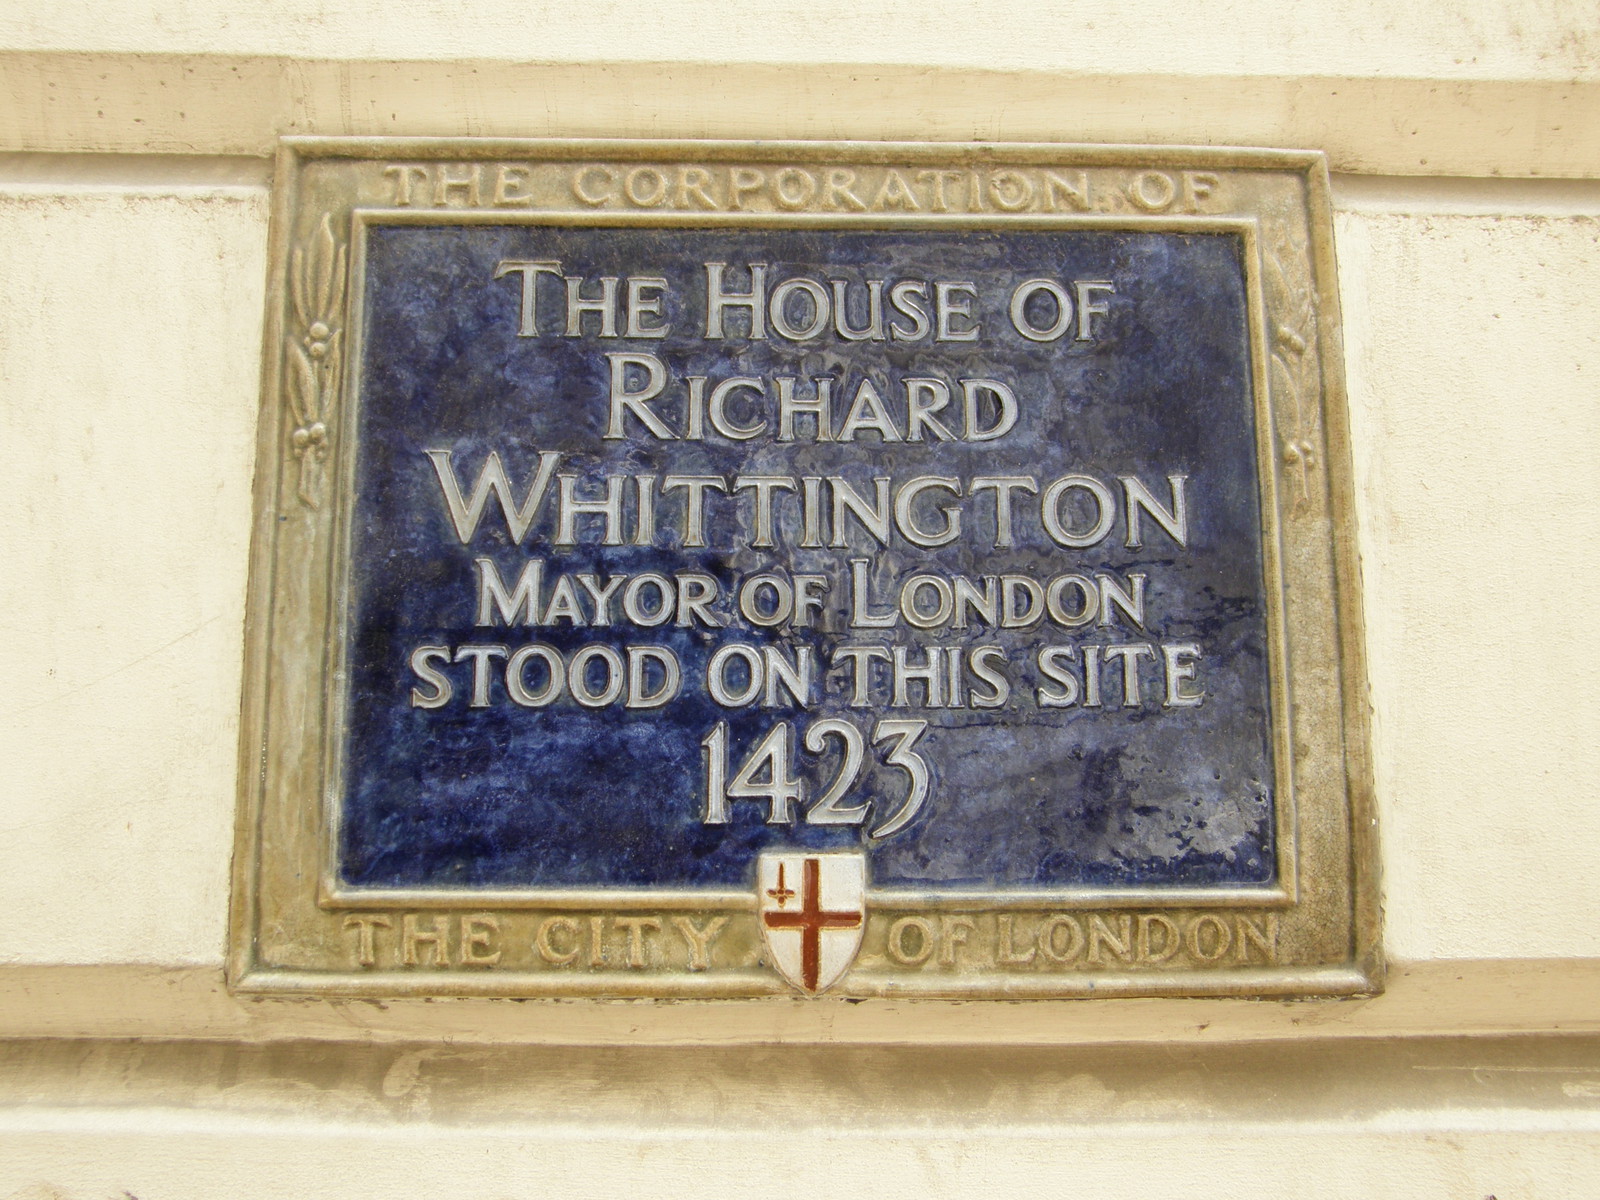 THE CORPORATION OF
THE HOUSE OF
RICHARD
WHITTINGTON
MAYOR OF LONDON
STOOD ON THIS SITE
1423
THE CITY OF LONDON